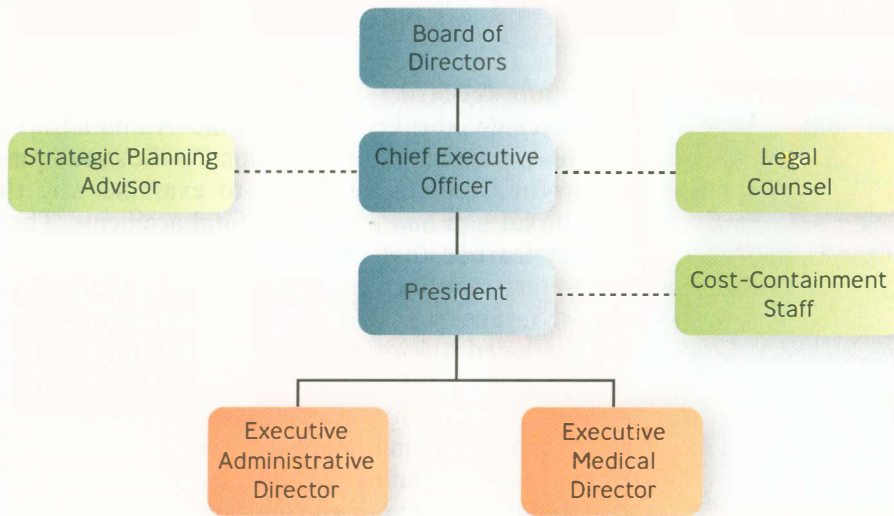 Board of
Directors
Strategic Planning
Advisor
Chief Executive
Officer
Legal
Counsel
President
Cost-Containment
Staff
Executive
Administrative
Director
Executive
Medical
Director